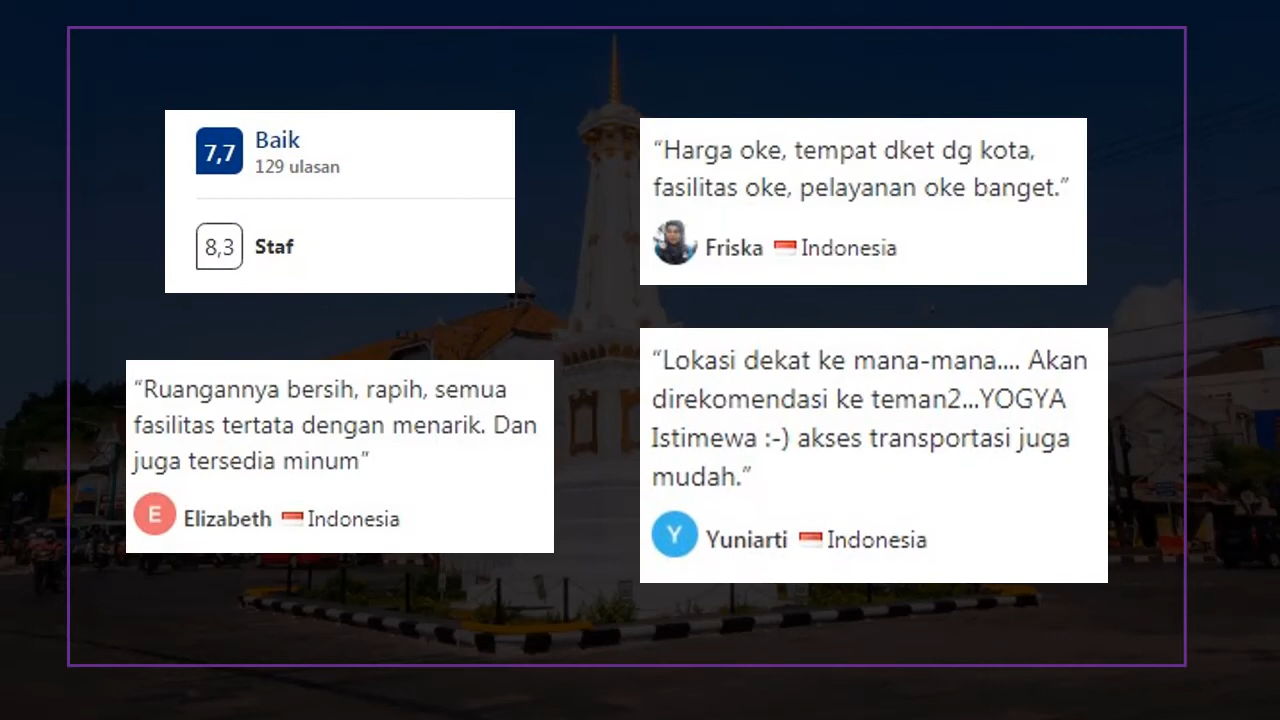 7,7 Baik
129 ulasan
8,3 Staf
“Harga oke, tempat dket dg kota,
fasilitas oke, pelayanan oke banget.”
Friska Indonesia
“Ruangannya bersih, rapih, semua
fasilitas tertata dengan menarik. Dan
juga tersedia minum”
E Elizabeth Indonesia
“Lokasi dekat ke mana-mana.... Akan
direkomendasi ke teman2...YOGYA
Istimewa :-) akses transportasi juga
mudah.”
Y Yuniarti Indonesia